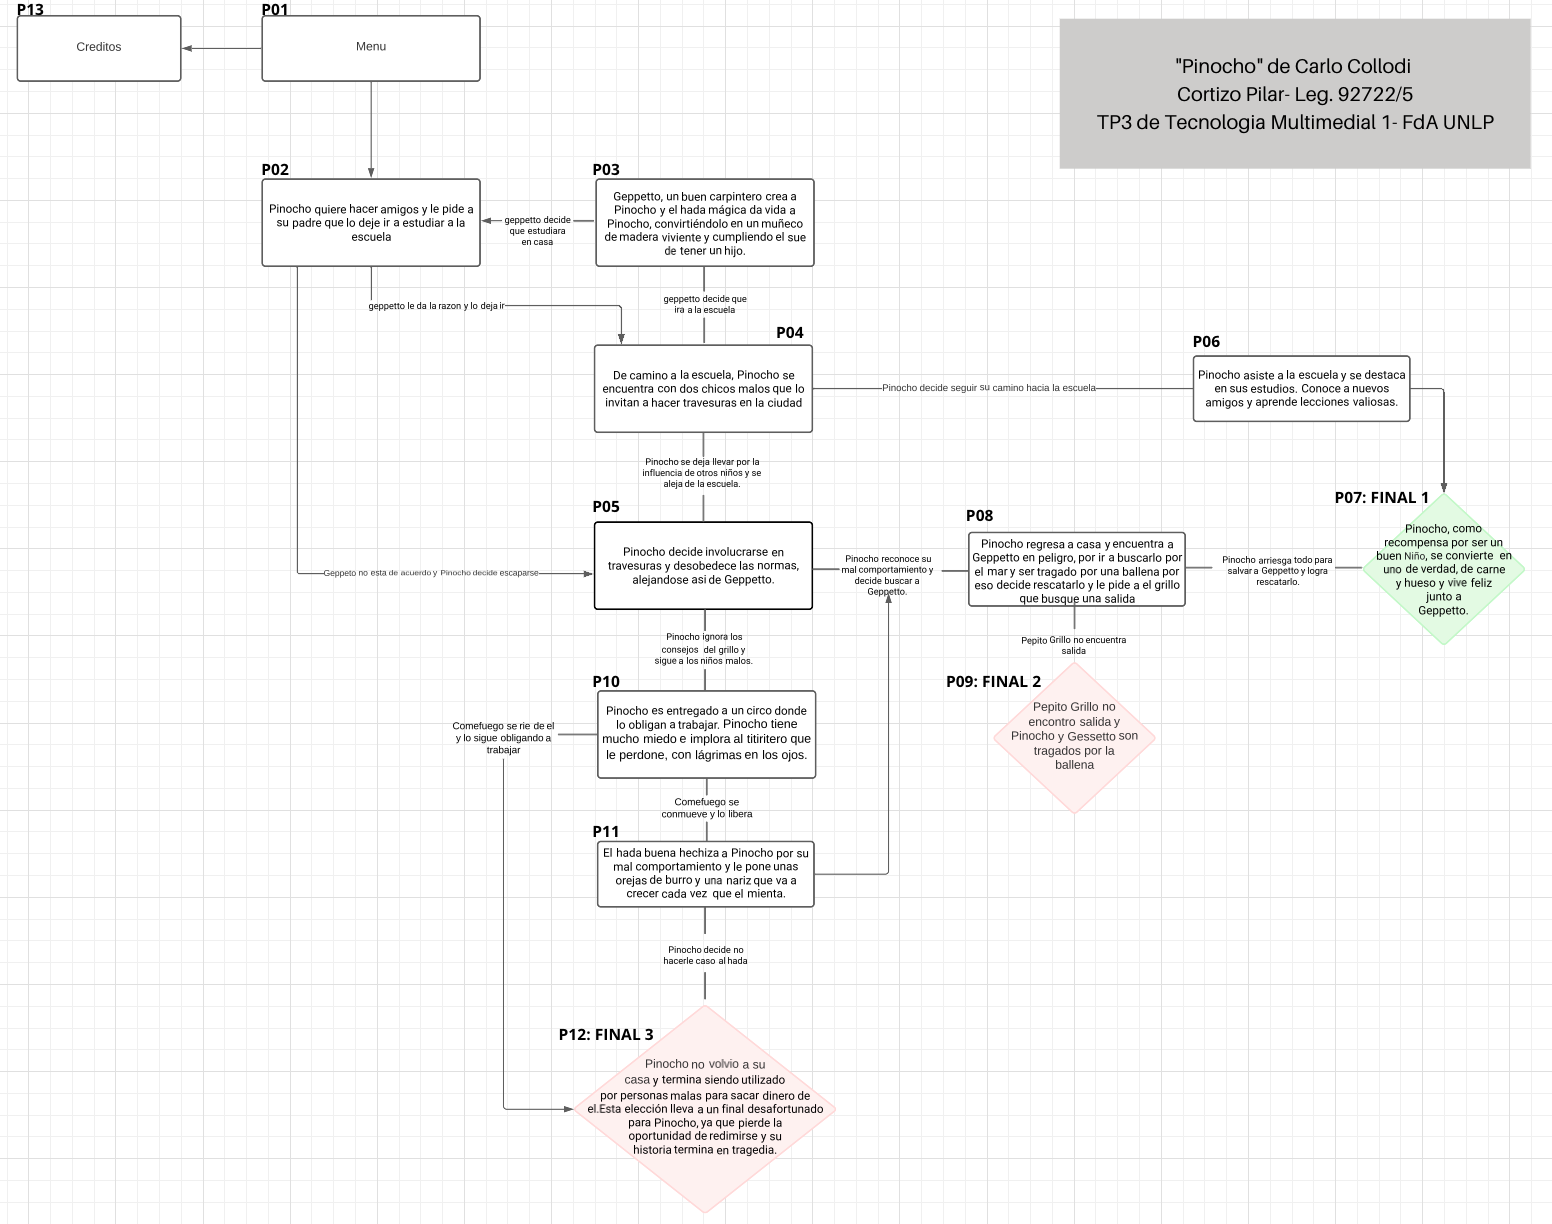 P13
Creditos
P01
Menu
"Pinocho" de Carlo Collodi
Cortizo Pilar- Leg. 92722/5
TP3 de Tecnologia Multimedial 1- FdA UNLP
P02
Pinocho quiere hacer amigos y le pide a
su padre que lo deje ir a estudiar a la
escuela
geppetto decide
que estudiara
en casa
P03
Geppetto, un buen carpintero crea a
Pinocho y el hada mágica da vida a
Pinocho, convirtiéndolo en un muñeco
de madera viviente y cumpliendo el sue
de tener un hijo.
geppetto le da la razon y lo deja ir
geppetto decide que
ira a la escuela
P04
De camino a la escuela, Pinocho se
encuentra con dos chicos malos que lo
invitan a hacer travesuras en la ciudad
Pinocho decide seguir su camino hacia la escuela
P06
Pinocho asiste a la escuela y se destaca
en sus estudios. Conoce a nuevos
amigos y aprende lecciones valiosas.
Pinocho se deja llevar por la
influencia de otros niños y se
aleja de la escuela.
P05
Pinocho decide involucrarse en
travesuras y desobedece las normas,
alejandose asi de Geppetto.
Geppeto no esta de acuerdo y Pinocho decide escaparse
Pinocho reconoce su
mal comportamiento y
decide buscar a
Geppetto.
P08
Pinocho regresa a casa y encuentra a
Geppetto en peligro, por ir a buscarlo por
el mar y ser tragado por una ballena por
eso decide rescatarlo y le pide a el grillo
que busque una salida
Pinocho arriesga todo para
salvar a Geppetto y logra
rescatarlo.
P07: FINAL 1
Pinocho, como
recompensa por ser un
buen Niño, se convierte en
uno de verdad, de carne
y hueso y vive feliz
junto a
Geppetto.
Pinocho ignora los
consejos del grillo y
sigue a los niños malos.
Pepito Grillo no encuentra
salida
P09: FINAL 2
Pepito Grillo no
encontro salida y
Pinocho y Gessetto son
tragados por la
ballena
P10
Pinocho es entregado a un circo donde
lo obligan a trabajar. Pinocho tiene
mucho miedo e implora al titiritero que
le perdone, con lágrimas en los ojos.
Comefuego se rie de el
y lo sigue obligando a
trabajar
Comefuego se
conmueve y lo libera
P11
El hada buena hechiza a Pinocho por su
mal comportamiento y le pone unas
orejas de burro y una nariz que va a
crecer cada vez que el mienta.
Pinocho decide no
hacerle caso al hada
P12: FINAL 3
Pinocho no volvio a su
casa y termina siendo utilizado
por personas malas para sacar dinero de
el.Esta elección lleva a un final desafortunado
para Pinocho, ya que pierde la
oportunidad de redimirse y su
historia termina en tragedia.